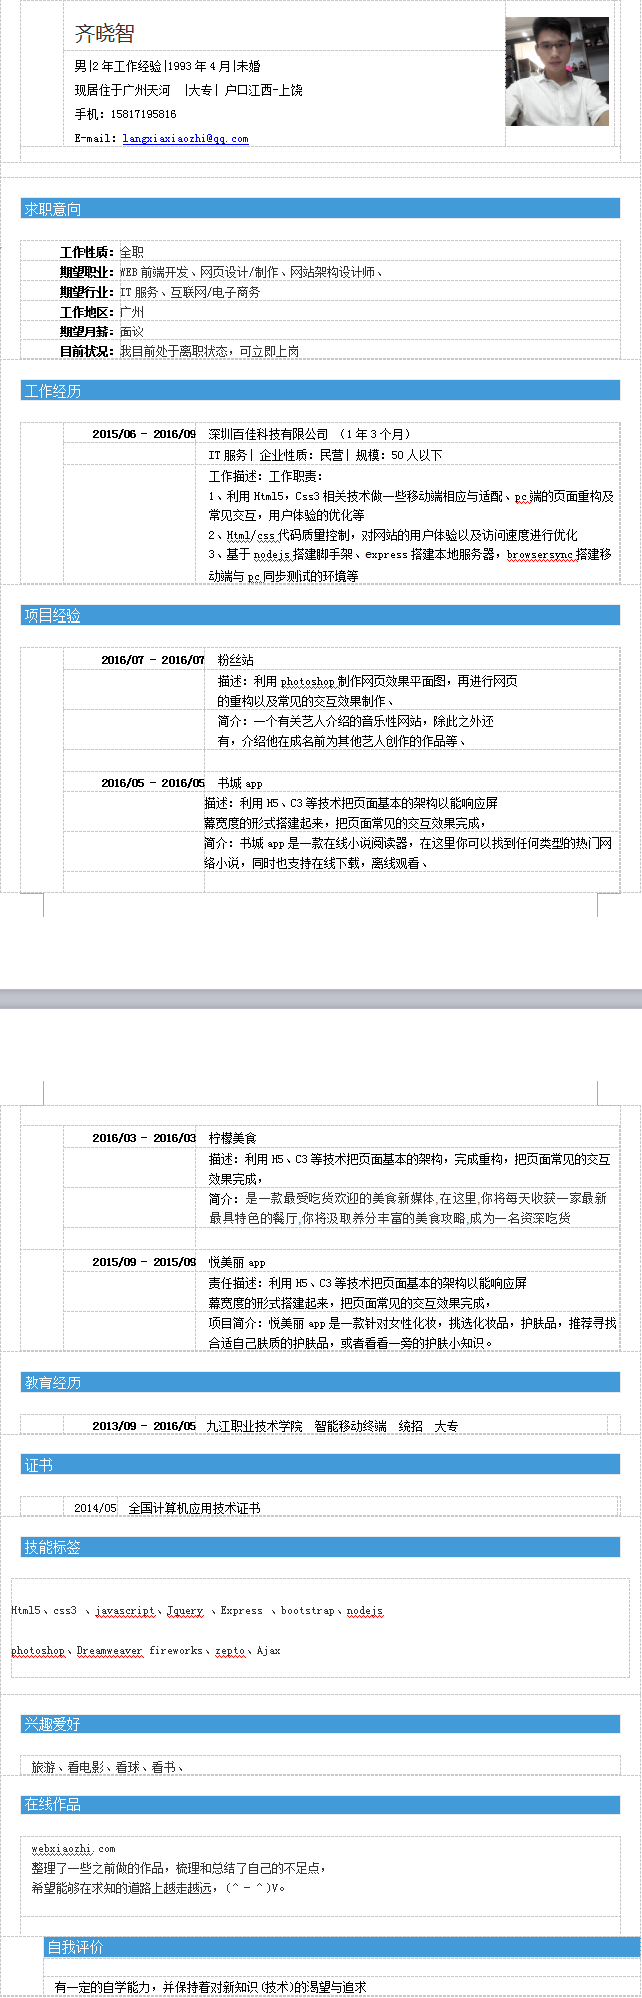 齐晓智
男|2 年工作经验|1993 年 4 月|未婚
现居住于广州天河 |大专| 户口江西-上饶
手机：15817195816
E-mail：langxiaxiaozhi@qq.com
求职意向
工作性质：全职
期望职业：WEB 前端开发、网页设计/制作、网站架构设计师、
期望行业：IT 服务、互联网/电子商务
工作地区：广州
期望月薪：面议
目前状况：我目前处于离职状态，可立即上岗
工作经历
2015/06 - 2016/09 深圳百佳科技有限公司 （1 年 3 个月）
IT 服务| 企业性质：民营| 规模：50 人以下
工作描述：工作职责：
1、利用 Html5，Css3 相关技术做一些移动端相应与适配、pc 端的页面重构及
常见交互，用户体验的优化等
2、Html/css 代码质量控制，对网站的用户体验以及访问速度进行优化
3、基于 nodejs 搭建脚手架、express 搭建本地服务器，browsersync 搭建移
动端与 pc 同步测试的环境等
项目经验
2016/07 - 2016/07 粉丝站
描述：利用 photoshop 制作网页效果平面图，再进行网页
的重构以及常见的交互效果制作、
简介：一个有关艺人介绍的音乐性网站，除此之外还
有，介绍他在成名前为其他艺人创作的作品等、
2016/05 - 2016/05 书城 app
描述：利用 H5、C3 等技术把页面基本的架构以能响应屏
幕宽度的形式搭建起来，把页面常见的交互效果完成，
简介：书城 app 是一款在线小说阅读器，在这里你可以找到任何类型的热门网
络小说，同时也支持在线下载，离线观看、
2016/03 - 2016/03 柠檬美食
描述：利用 H5、C3 等技术把页面基本的架构，完成重构，把页面常见的交互
效果完成，
简介：是一款最受吃货欢迎的美食新媒体,在这里,你将每天收获一家最新
最具特色的餐厅,你将汲取养分丰富的美食攻略,成为一名资深吃货
2015/09 - 2015/09 悦美丽 app
责任描述：利用 H5、C3 等技术把页面基本的架构以能响应屏
幕宽度的形式搭建起来，把页面常见的交互效果完成，
项目简介：悦美丽 app 是一款针对女性化妆，挑选化妆品，护肤品，推荐寻找
合适自己肤质的护肤品，或者看看一旁的护肤小知识。
教育经历
2013/09 - 2016/05 九江职业技术学院 智能移动终端 统招 大专
证书
2014/05 全国计算机应用技术证书
技能标签
Html5、css3 、javascript、Jquery 、Express 、bootstrap、nodejs
photoshop、Dreamweaver fireworks、zepto、Ajax
兴趣爱好
旅游、看电影、看球、看书、
在线作品
webxiaozhi.com
整理了一些之前做的作品，梳理和总结了自己的不足点，
希望能够在求知的道路上越走越远，(^ - ^)V。
自我评价
有一定的自学能力，并保持着对新知识(技术)的渴望与追求